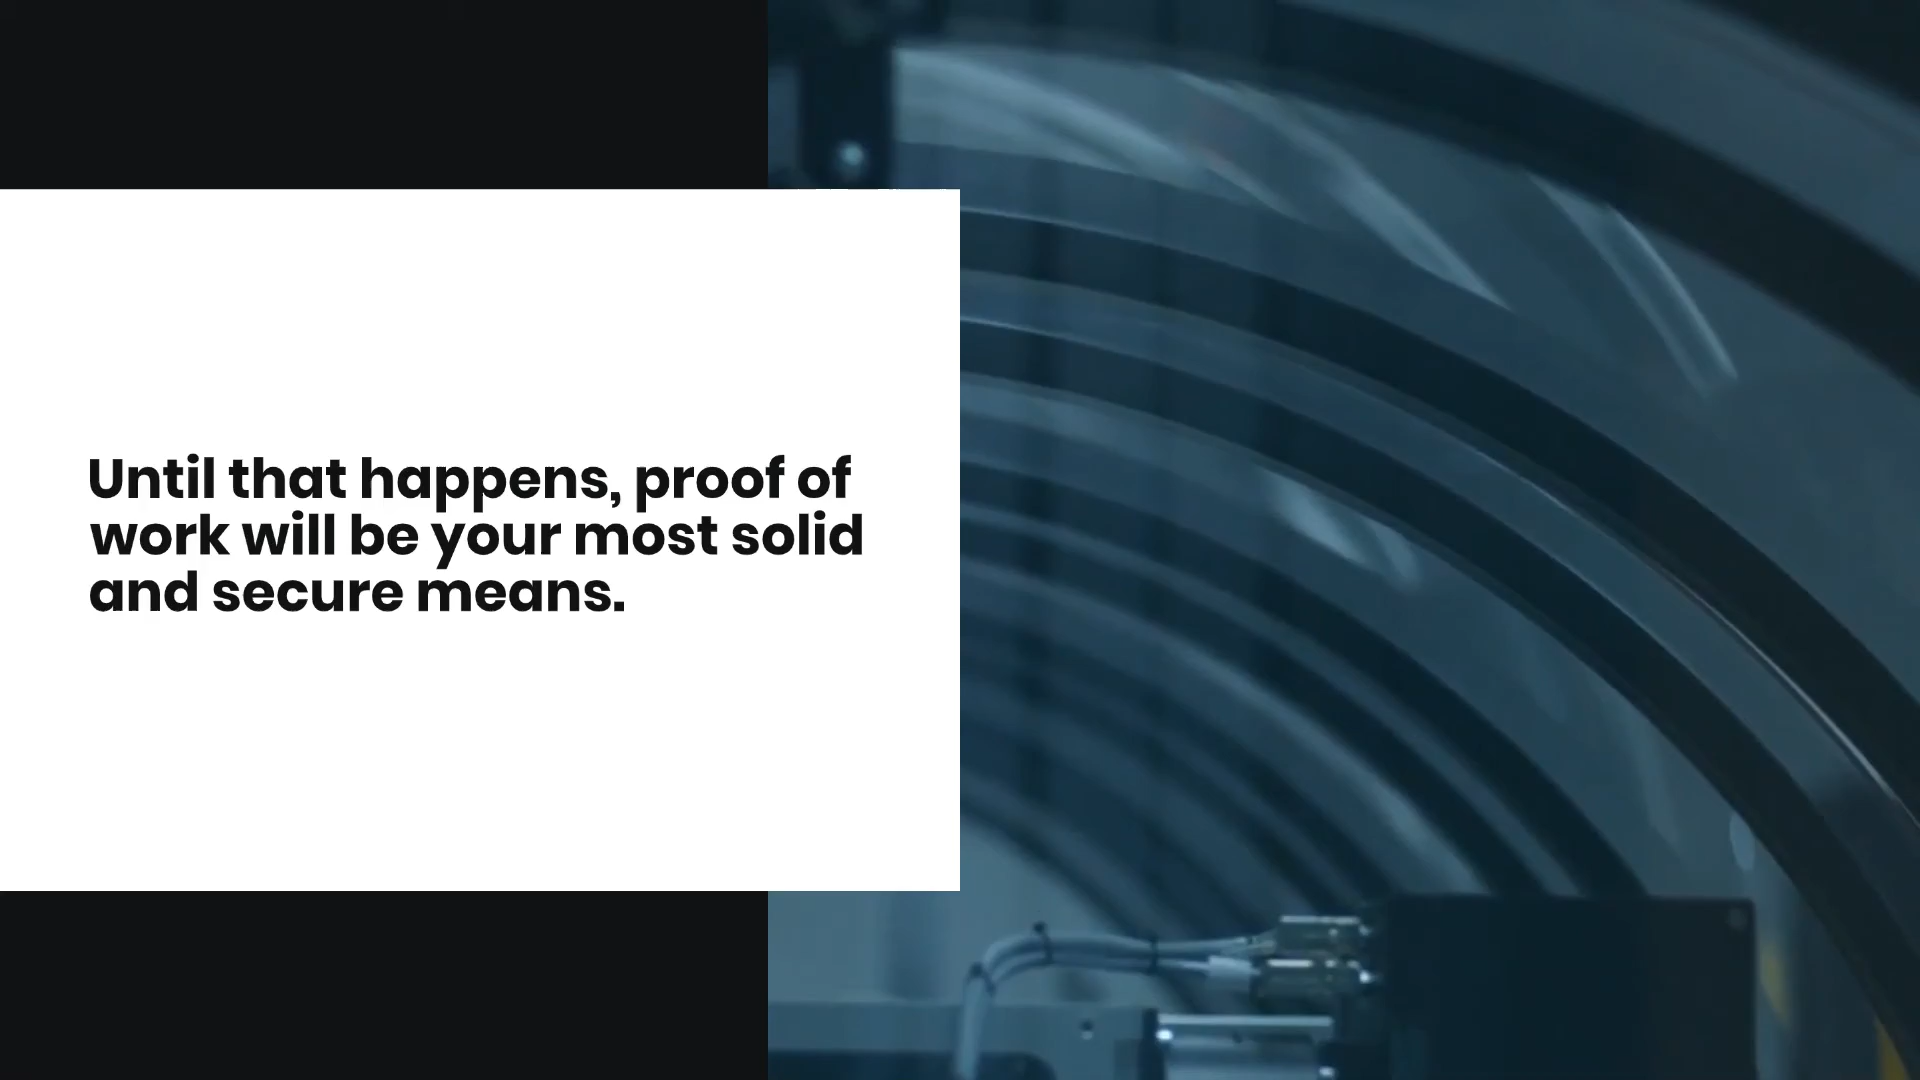 Until that happens, proof of
work will be your most solid
and secure means.